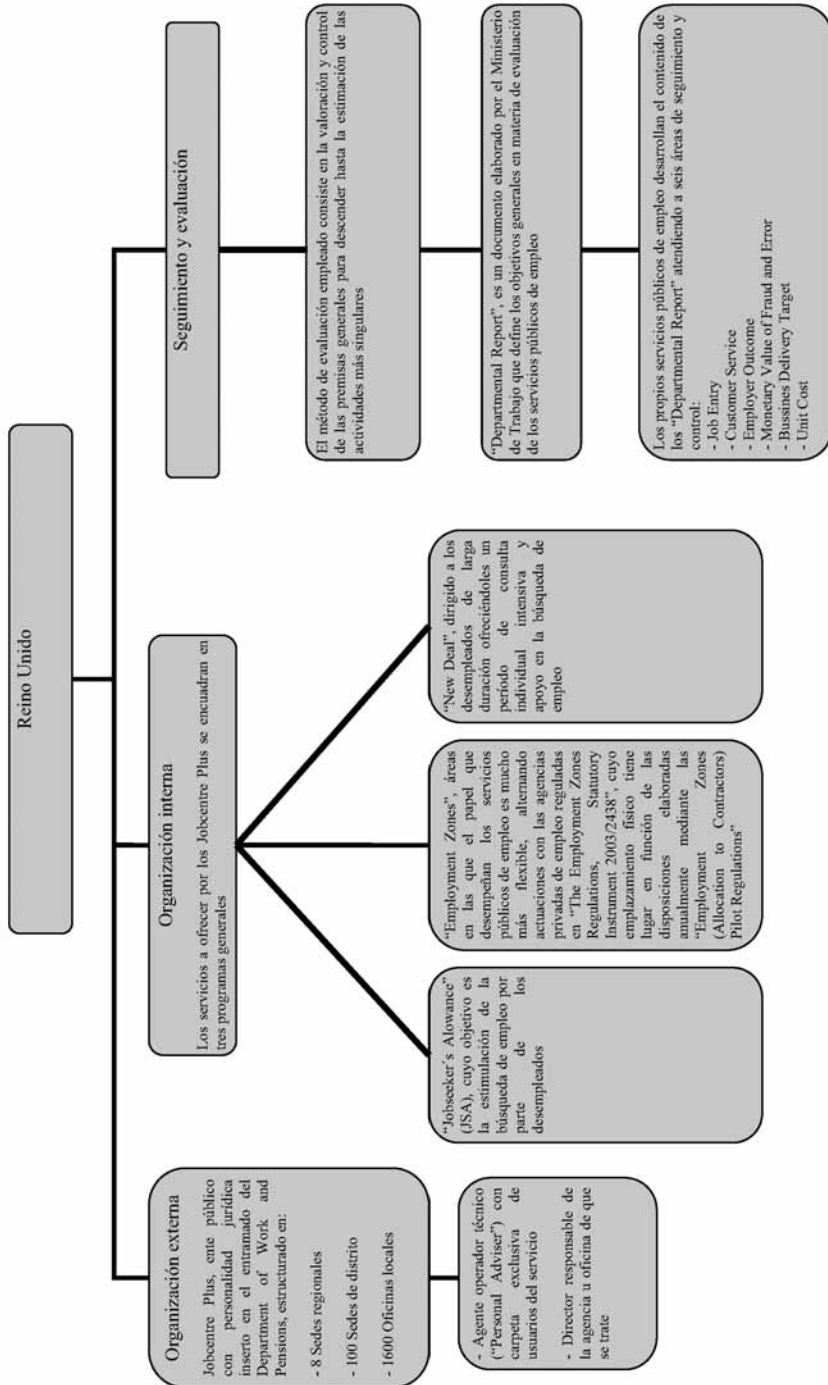 Reino Unido
Organización externa
Jobcentre Plus, ente público
con personalidad jurídica
inserto en el entramado del
Department of Work and
Pensions, estructurado en:
- 8 Sedes regionales
- 100 Sedes de distrito
- 1600 Oficinas locales
- Agente operador técnico
("Personal Adviser") con
carpeta exclusiva de
usuarios del servicio
- Director responsable de
la agencia u oficina de que
se trate
Organización interna
Los servicios a ofrecer por los Jobcentre Plus se encuadran en
tres programas generales
"Jobseeker´s Alowance"
(JSA), cuyo objetivo es
la estimulación de la
búsqueda de empleo por
parte de los
desempleados
"Employment Zones", áreas
en las que el papel que
desempeñan los servicios
públicos de empleo es mucho
más flexible, alternando
actuaciones con las agencias
privadas de empleo reguladas
en "The Employment Zones
Regulations, Statutory
Instrument 2003/2438", cuyo
emplazamiento físico tiene
lugar en función de las
disposiciones elaboradas
anualmente mediante las
"Employment Zones
(Allocation to Contractors)
Pilot Regulations"
"New Deal", dirigido a los
desempleados de larga
duración ofreciéndoles un
período de consulta
individual intensiva y
apoyo en la búsqueda de
empleo
Seguimiento y evaluación
El método de evaluación empleado consiste en la valoración y control
de las premisas generales para descender hasta la estimación de las
actividades más singulares
"Departmental Report", es un documento elaborado por el Ministerio
de Trabajo que define los objetivos generales en materia de evaluación
de los servicios públicos de empleo
Los propios servicios públicos de empleo desarrollan el contenido de
los "Departmental Report" atendiendo a seis áreas de seguimiento y
control:
- Job Entry
- Customer Service
- Employer Outcome
- Monetary Value of Fraud and Error
- Bussines Delivery Target
- Unit Cost